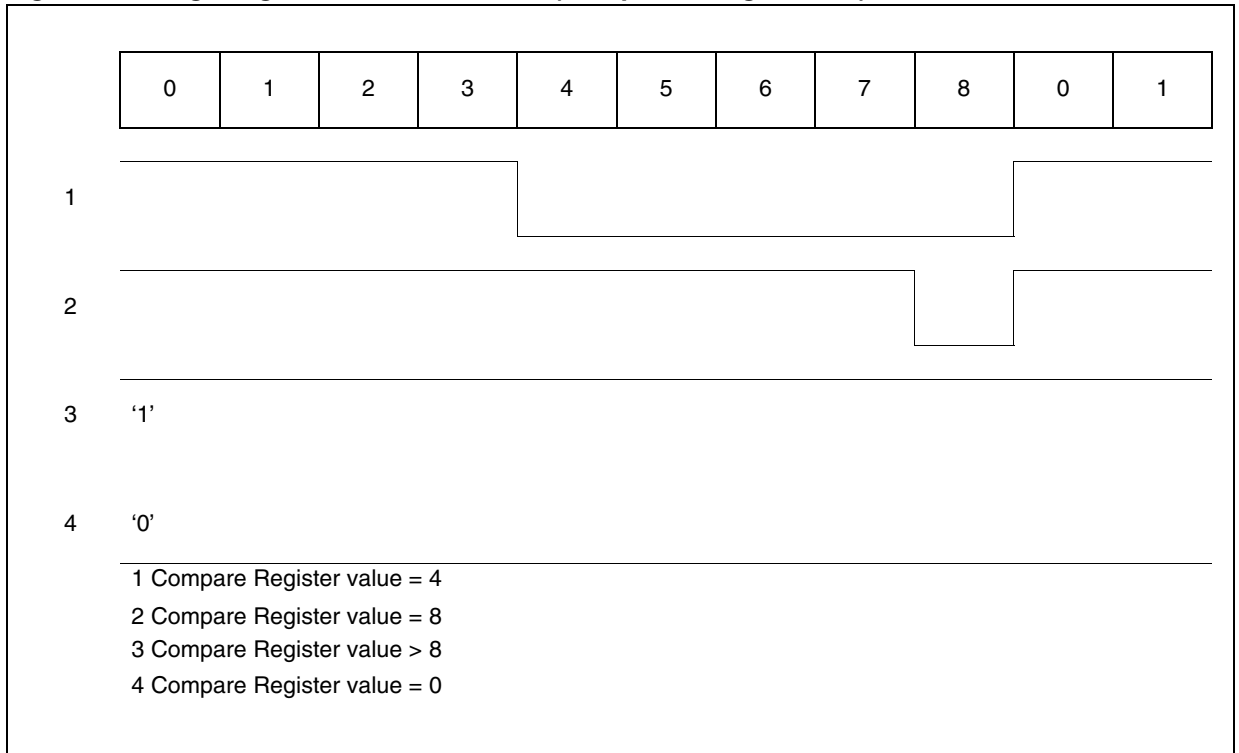 0 1 2 3 4 5 6 7 8 0 1
1
2
3 ‘1’
4 ‘0’
1 Compare Register value = 4
2 Compare Register value = 8
3 Compare Register value > 8
4 Compare Register value = 0